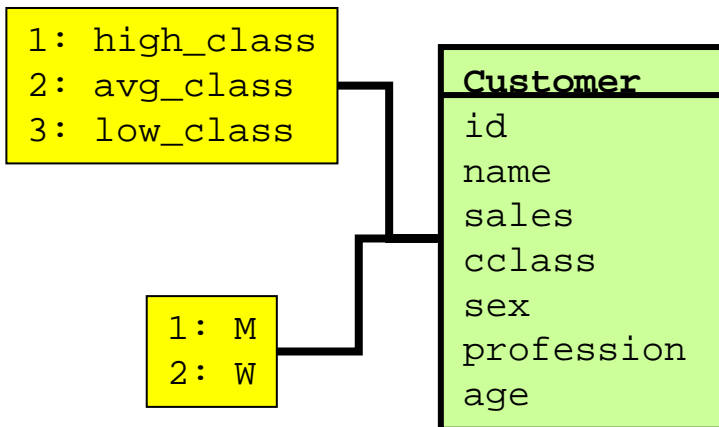 1: high_class
2: avg_class
3: low_class
1: M
2: W
Customer
id
name
sales
cclass
sex
profession
age